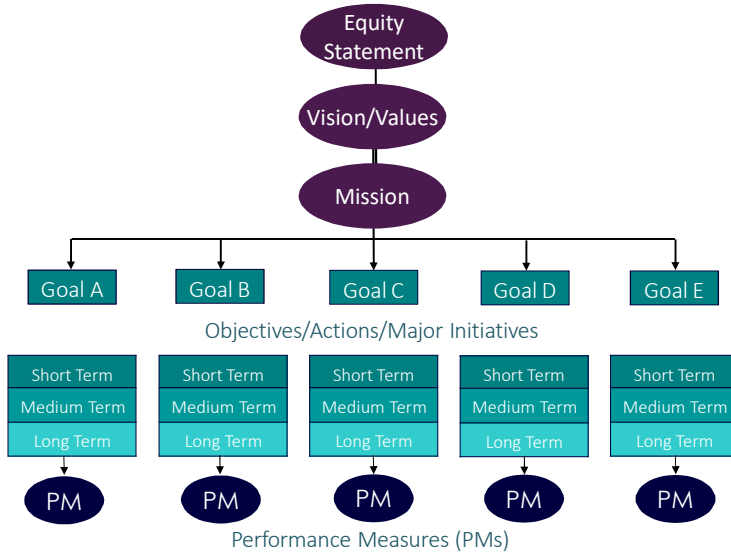 Equity
Statement
Vision/Values
Mission
Goal A
Goal B
Goal C
Goal D
Goal E
Objectives/Actions/Major Initiatives
Short Term
Medium Term
Long Term
Short Term
Medium Term
Long Term
Short Term
Medium Term
Long Term
Short Term
Medium Term
Long Term
Short Term
Medium Term
Long Term
PM
PM
PM
PM
PM
Performance Measures (PMs)